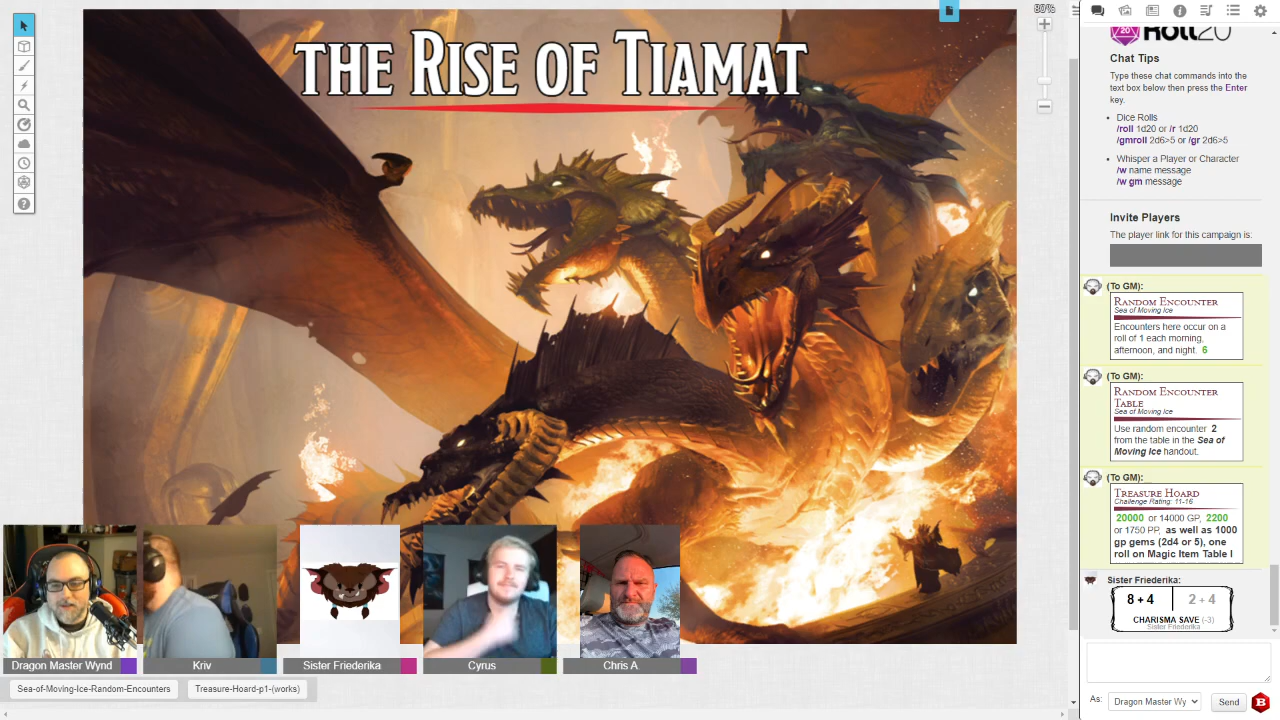 THE RISE OF TIAMAT
80%
Roll20
Chat Tips
Type these chat commands into the
text box below then press the Enter
key.
Dice Rolls
/roll 1d20 or /r 1d20
/gmroll 2d6>5 or /gr 2d6>5
Whisper a Player or Character
/w name message
/w gm message
Invite Players
The player link for this campaign is:
(To GM):
RANDOM ENCOUNTER
Sea of Moving Ice
Encounters here occur on a
roll of 1 each morning,
afternoon, and night. 6
(To GM):
RANDOM ENCOUNTER
TABLE
Sea of Moving Ice
Use random encounter 2
from the table in the Sea of
Moving Ice handout.
(To GM):
TREASURE HOARD
Challenge Rating: 11-16
20000 or 14000 GP, 2200
or 1750 PP, as well as 1000
gp gems (2d4 or 5), one
roll on Magic Item Table I
Sister Friederika:
8 + 4
2 + 4
CHARISMA SAVE (-3)
Sister Friederika
Dragon Master Wynd
Kriv
Sister Friederika
Cyrus
Chris A.
Sea-of-Moving-Ice-Random-Encounters
Treasure-Hoard-p1-(works)
As:
Dragon Master Wy
Send